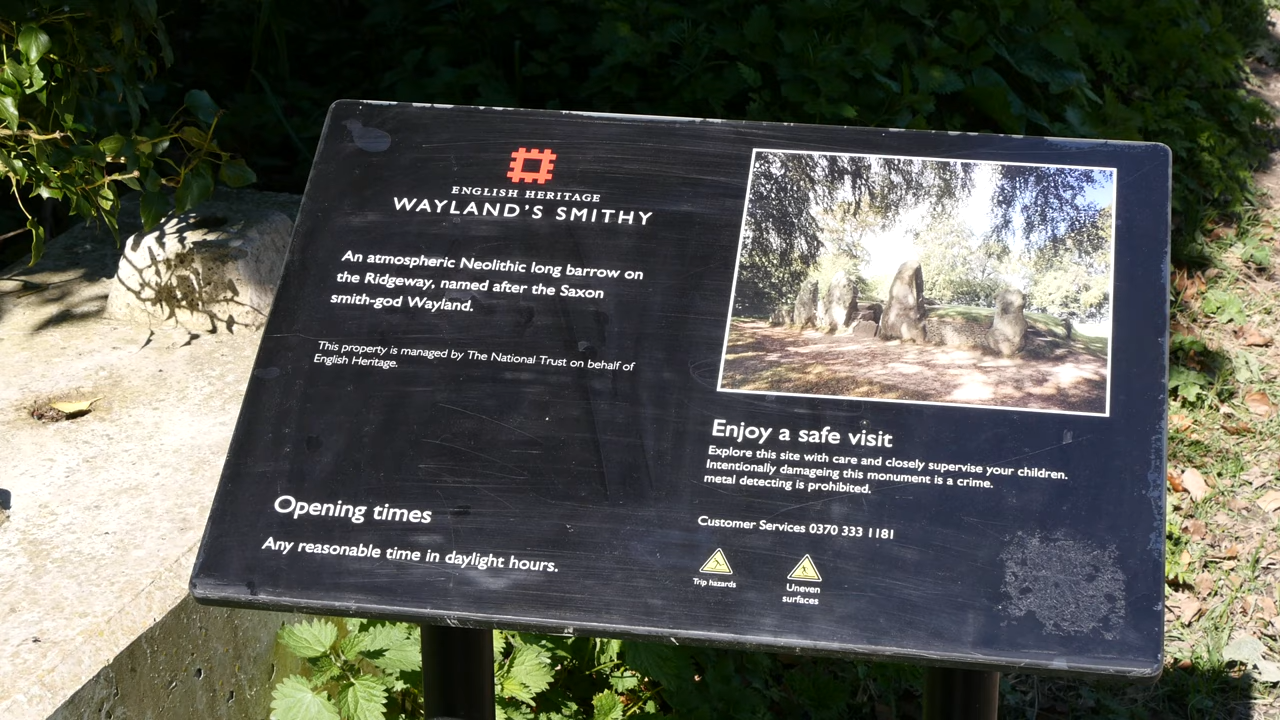 ENGLISH HERITAGE
WAYLAND'S SMITHY
An atmospheric Neolithic long barrow on
the Ridgeway, named after the Saxon
smith-god Wayland.
This property is managed by The National Trust on behalf of
English Heritage.
Opening times
Any reasonable time in daylight hours.
Enjoy a safe visit
Explore this site with care and closely supervise your children.
Intentionally damageing this monument is a crime.
metal detecting is prohibited.
Customer Services 0370 333 1181
Trip hazards
Uneven
surfaces